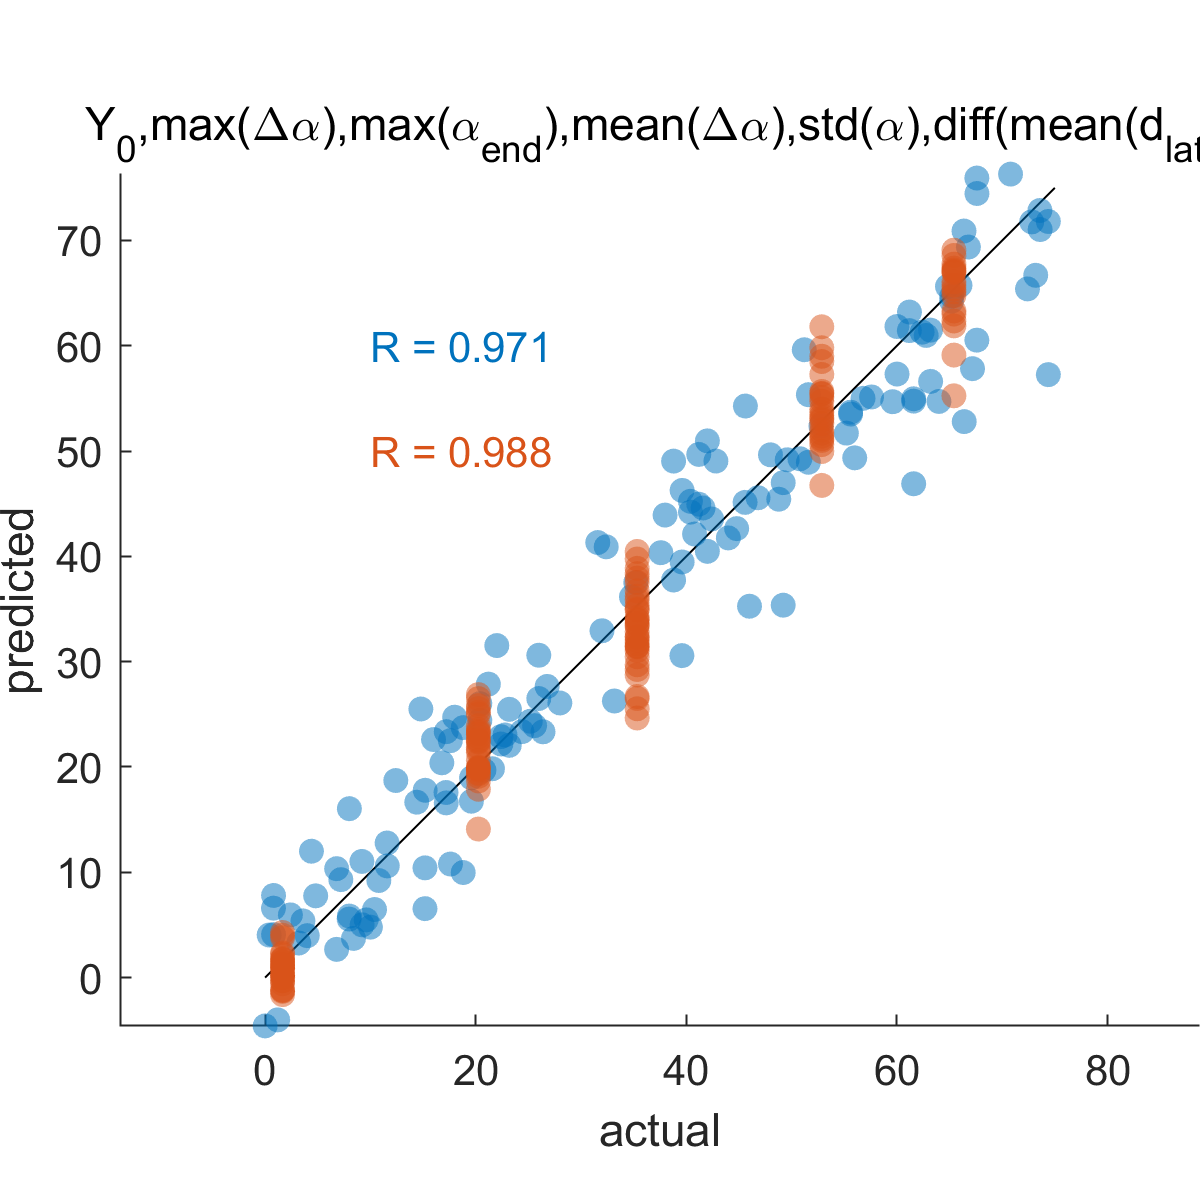 Y0,max(Δα),max(αend),mean(Δα),std(α),diff(mean(dlat
70
60
50
40
30
20
10
0
R = 0.971
R = 0.988
predicted
0 20 40 60 80
actual